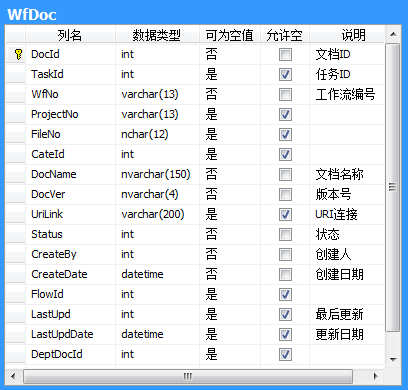 WfDoc
列名 数据类型 可为空值 允许空 说明
DocId int 否 文档ID
TaskId int 是 任务ID
WfNo varchar(13) 否 工作流编号
ProjectNo varchar(13) 是
FileNo nchar(12) 是
CateId int 是
DocName nvarchar(150) 否 文档名称
DocVer nvarchar(4) 否 版本号
UriLink varchar(200) 是 URI连接
Status int 否 状态
CreateBy int 否 创建人
CreateDate datetime 否 创建日期
FlowId int 是
LastUpd int 是 最后更新
LastUpdDate datetime 是 更新日期
DeptDocId int 是